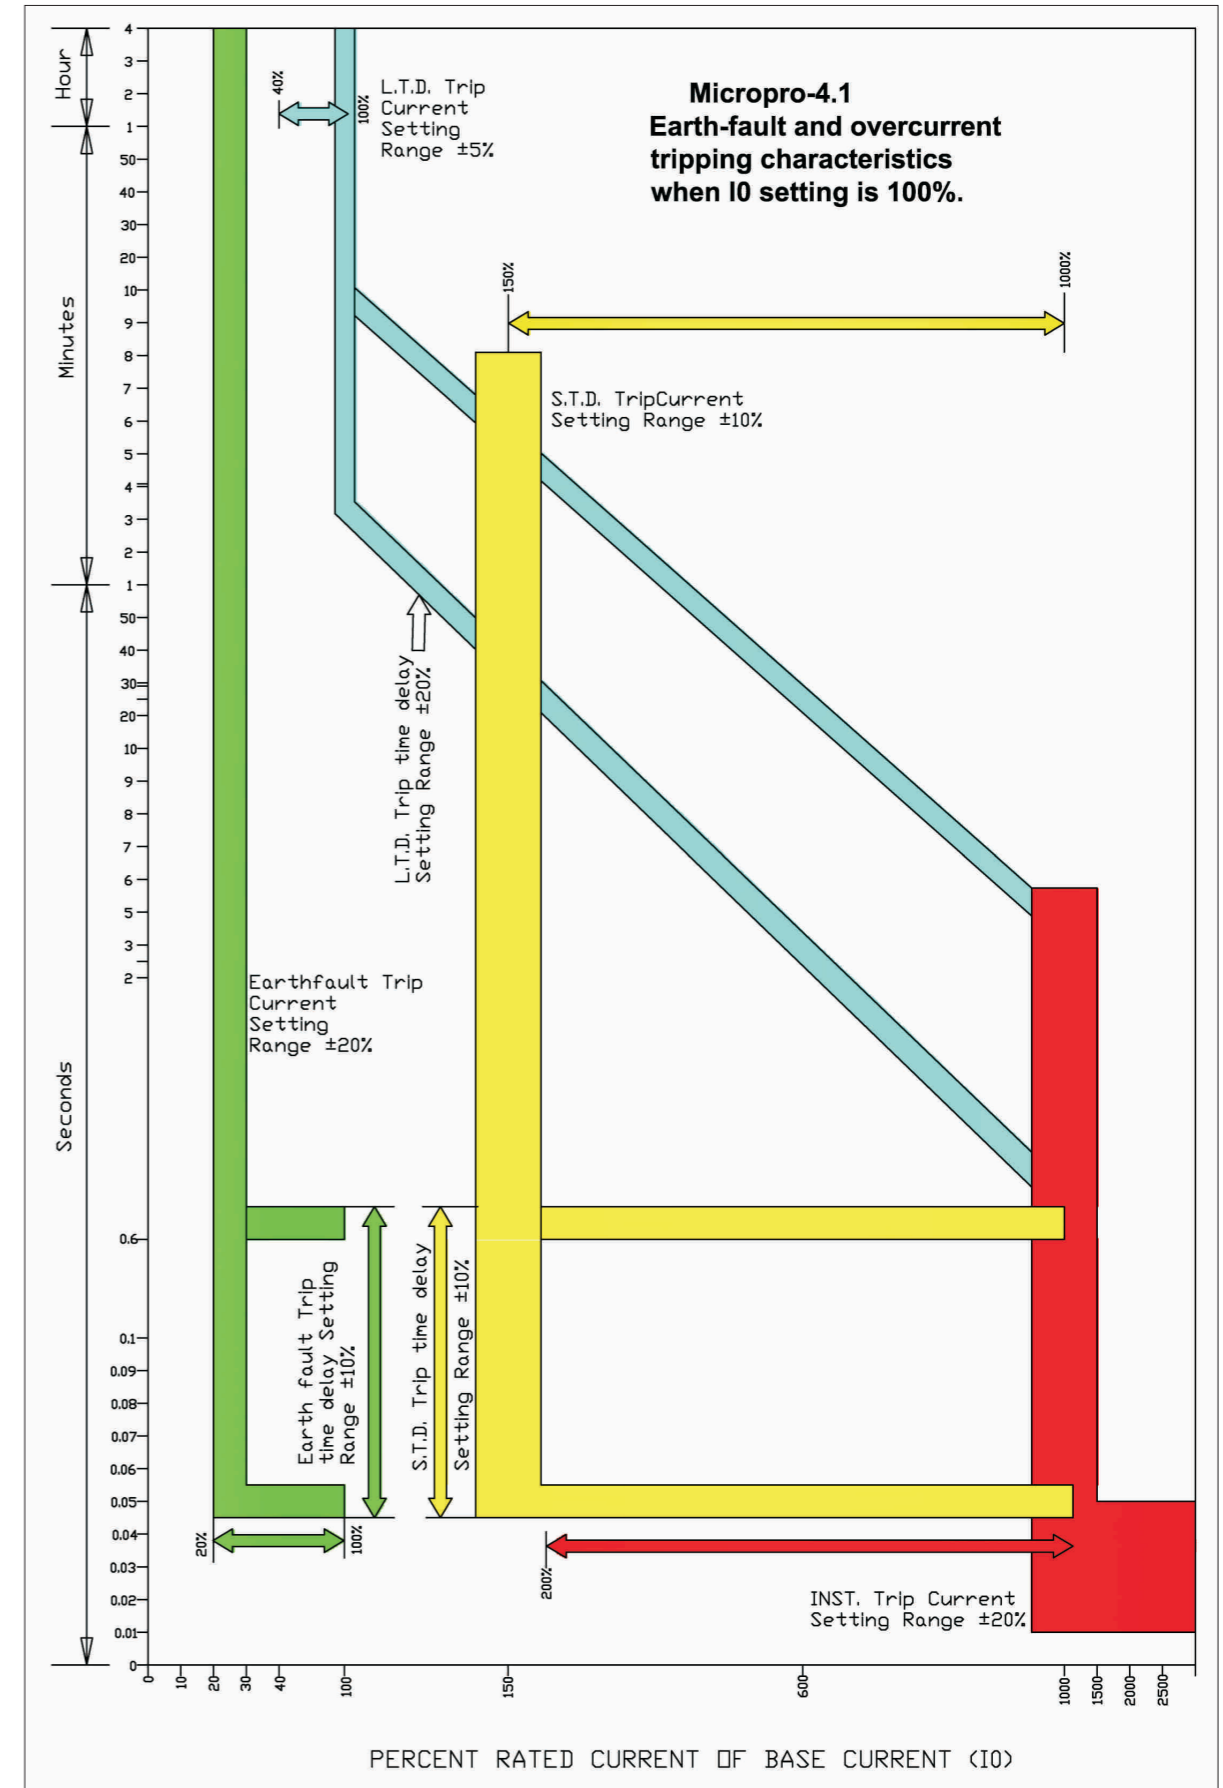 Micropro-4.1
Earth-fault and overcurrent
tripping characteristics
when I0 setting is 100%.
Hour
Minutes
Seconds
4
3
2
1
50
40
30
20
10
9
8
7
6
5
4
3
2
1
50
40
30
20
10
9
8
7
6
5
3
2
0.6
0.1
0.09
0.08
0.07
0.06
0.05
0.04
0.03
0.02
0.01
0
40%
100%
L.T.D. Trip
Current
Setting
Range ±5%
150%
1000%
S.T.D. TripCurrent
Setting Range ±10%
L.T.D. Trip time delay
Setting Range ±20%
Earthfault Trip
Current
Setting
Range ±20%
Earth fault Trip
time delay Setting
Range ±10%
S.T.D. Trip time delay
Setting Range ±10%
20%
100%
200%
INST. Trip Current
Setting Range ±20%
0
10
20
30
40
100
150
600
1000
1500
2000
2500
PERCENT RATED CURRENT OF BASE CURRENT (I0)